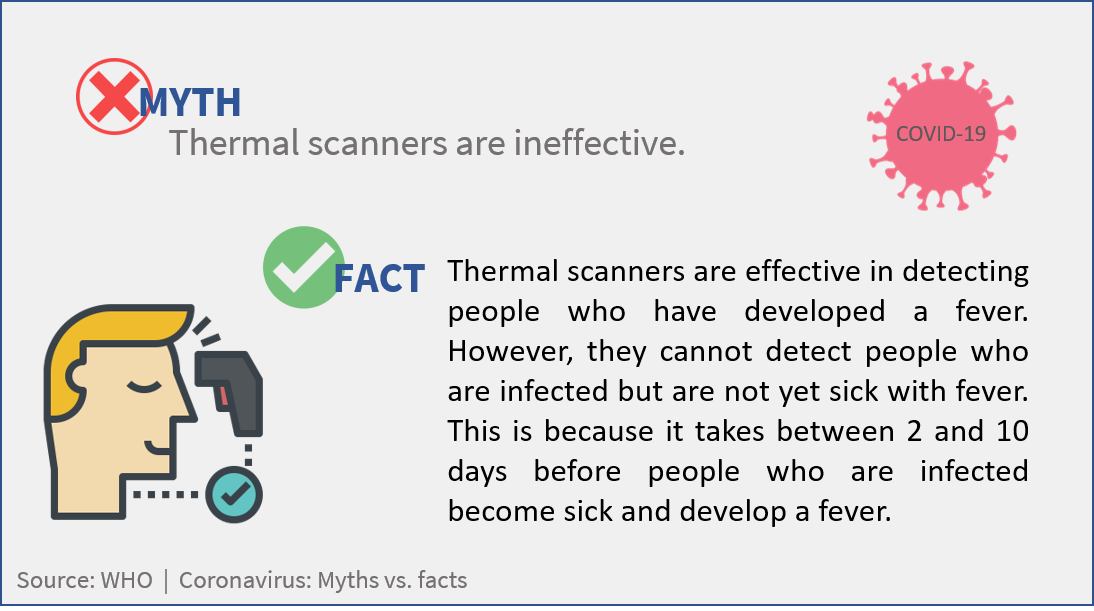 MYTH
Thermal scanners are ineffective.
COVID-19
FACT
Thermal scanners are effective in detecting
people who have developed a fever.
However, they cannot detect people who
are infected but are not yet sick with fever.
This is because it takes between 2 and 10
days before people who are infected
become sick and develop a fever.
Source: WHO | Coronavirus: Myths vs. facts